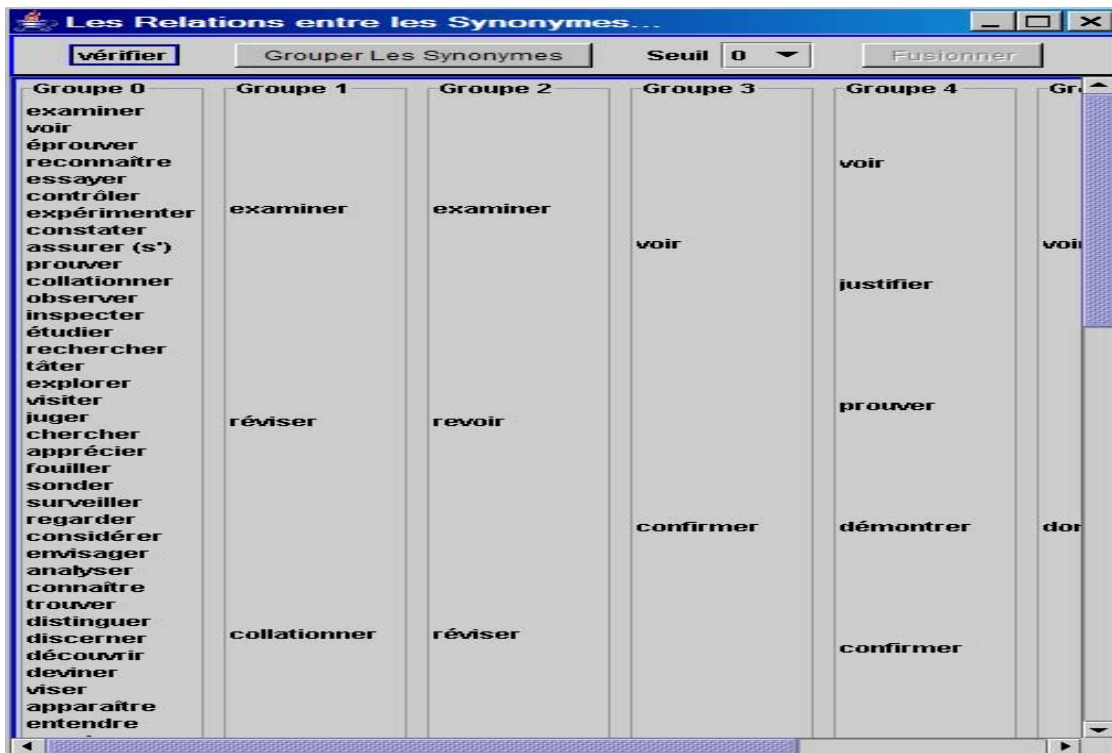 Les Relations entre les Synonymes...
vérifier Grouper Les Synonymes Seuil 0 Fusionner
Groupe 0
examiner
voir
éprouver
reconnaître
essayer
contrôler
expérimenter
constater
assurer (s')
prouver
collationner
observer
inspecter
étudier
rechercher
tâter
explorer
visiter
juger
chercher
apprécier
fouiller
sonder
surveiller
regarder
considérer
envisager
analyser
connaître
trouver
distinguer
discerner
découvrir
deviner
viser
apparaître
entendre
Groupe 1
examiner
réviser
collationner
Groupe 2
examiner
revoir
réviser
Groupe 3
voir
confirmer
Groupe 4
voir
justifier
prouver
démontrer
confirmer